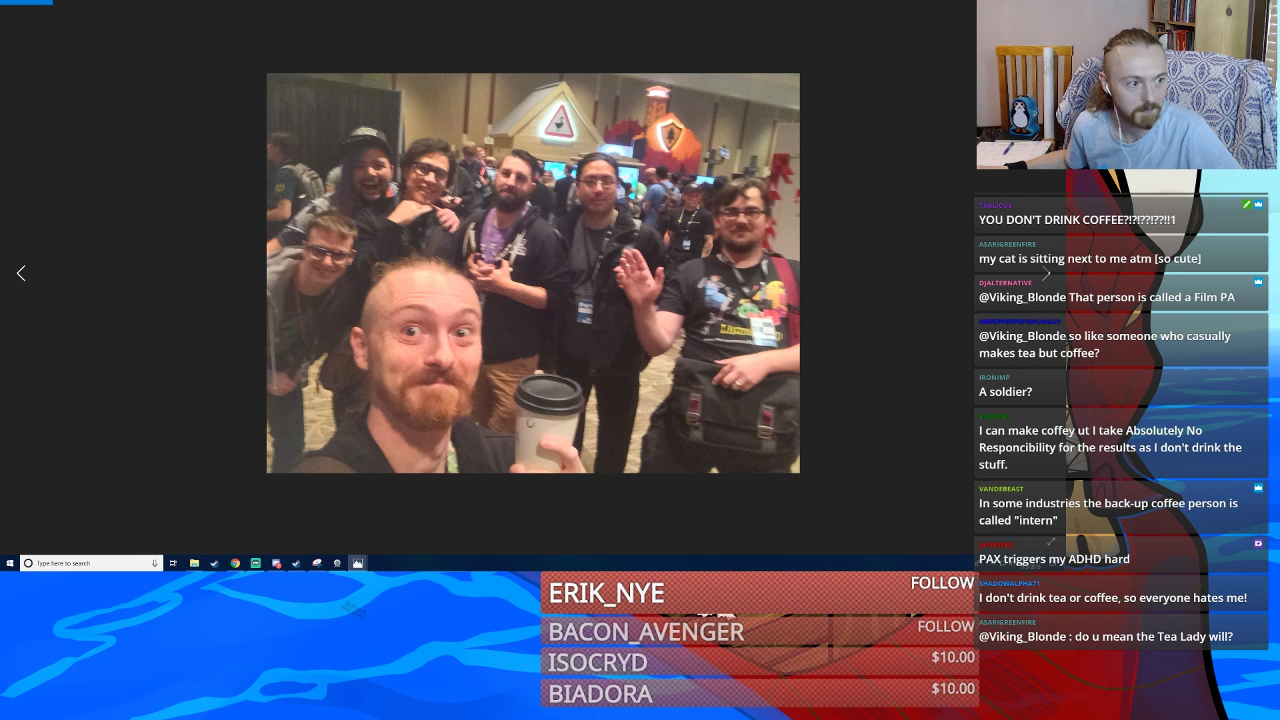 TAALICUS
YOU DON'T DRINK COFFEE?!?!??!??!!1
ASARIGREENFIRE
my cat is sitting next to me atm [so cute]
DJALTERNATIVE
@Viking_Blonde That person is called a Film PA
@Viking_Blonde so like someone who casually
makes tea but coffee?
IRONIMP
A soldier?
I can make coffey ut I take Absolutely No
Responcibility for the results as I don't drink the
stuff.
VANDEBEAST
In some industries the back-up coffee person is
called "intern"
PAX triggers my ADHD hard
SHADOWALPHA71
I don't drink tea or coffee, so everyone hates me!
ASARIGREENFIRE
@Viking_Blonde : do u mean the Tea Lady will?
Type here to search
ERIK_NYE FOLLOW
BACON_AVENGER FOLLOW
ISOCRYD $10.00
BIADORA $10.00